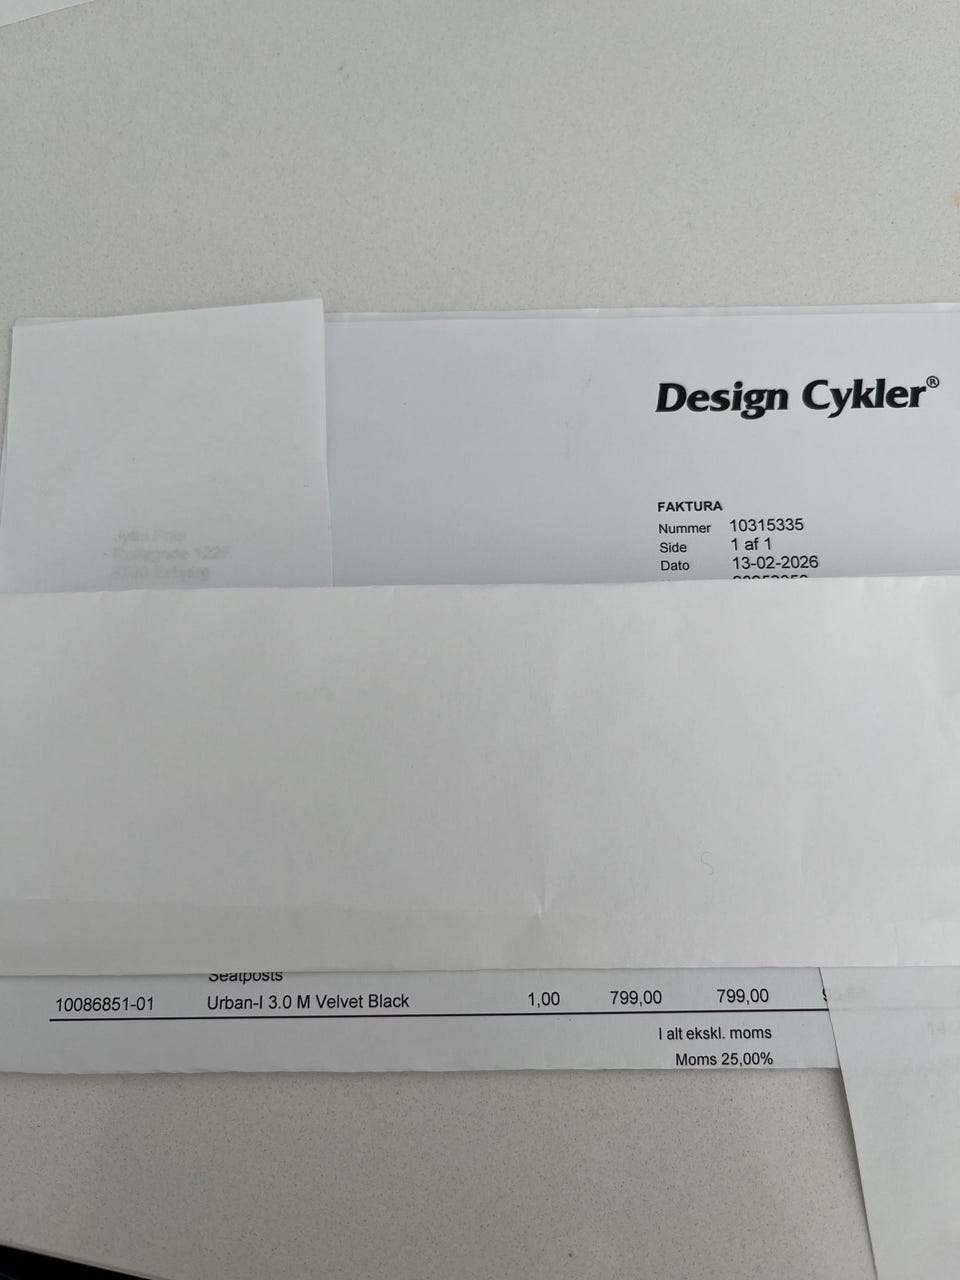 Design Cykler®
FAKTURA
Nummer 10315335
Side 1 af 1
Dato 13-02-2026
Seatposts
10086851-01 Urban-I 3.0 M Velvet Black 1,00 799,00 799,00
I alt ekskl. moms
Moms 25,00%